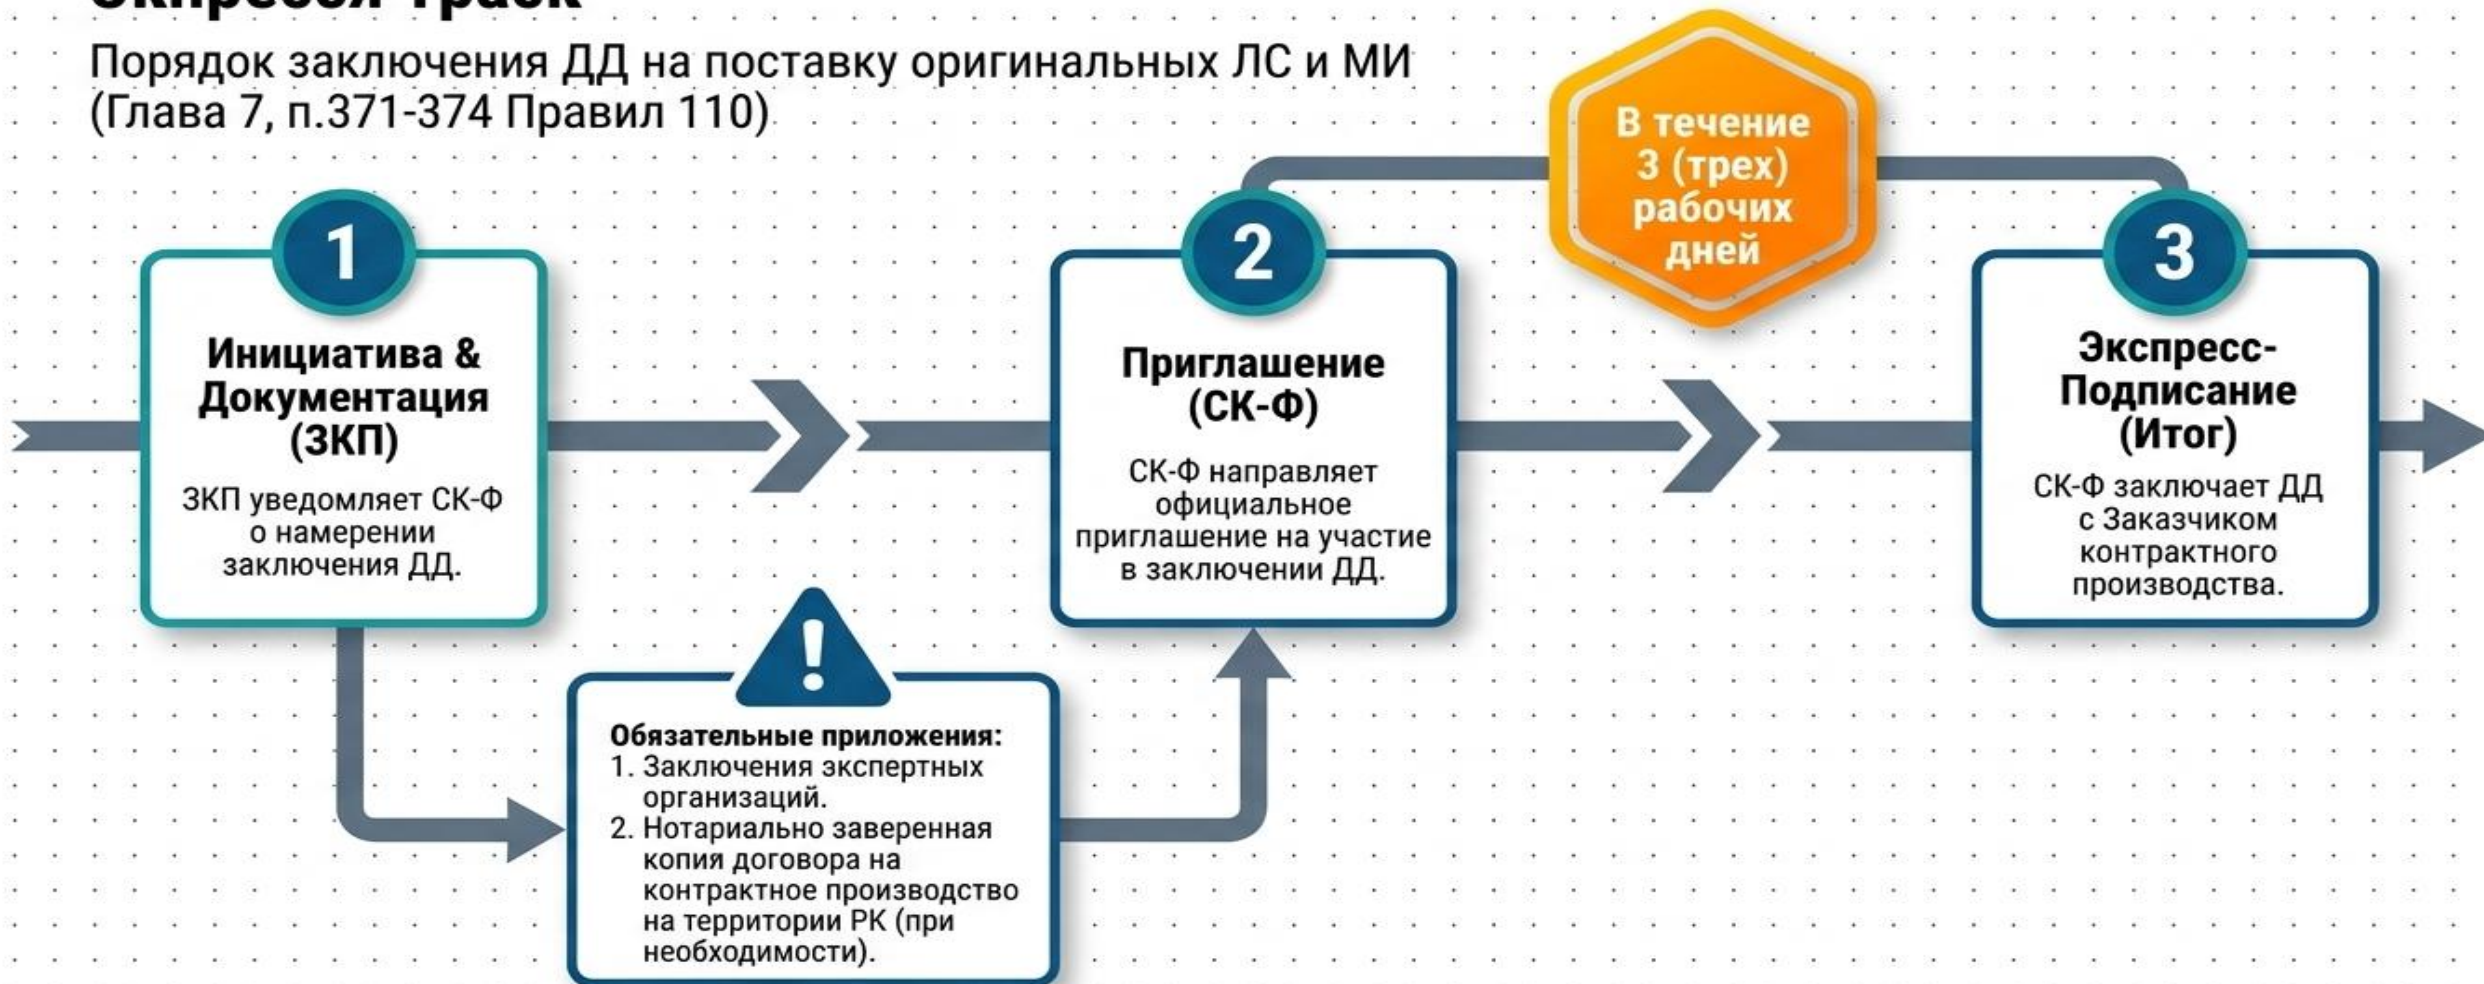 Порядок заключения ДД на поставку оригинальных ЛС и МИ
(Глава 7, п.371-374 Правил 110)
В течение
3 (трех)
рабочих
дней
1
Инициатива &
Документация
(ЗКП)
ЗКП уведомляет СК-Ф
о намерении
заключения ДД.
2
Приглашение
(СК-Ф)
СК-Ф направляет
официальное
приглашение на участие
в заключении ДД.
3
Экспресс-
Подписание
(Итог)
СК-Ф заключает ДД
с Заказчиком
контрактного
производства.
!
Обязательные приложения:
1. Заключения экспертных
организаций.
2. Нотариально заверенная
копия договора на
контрактное производство
на территории РК (при
необходимости).